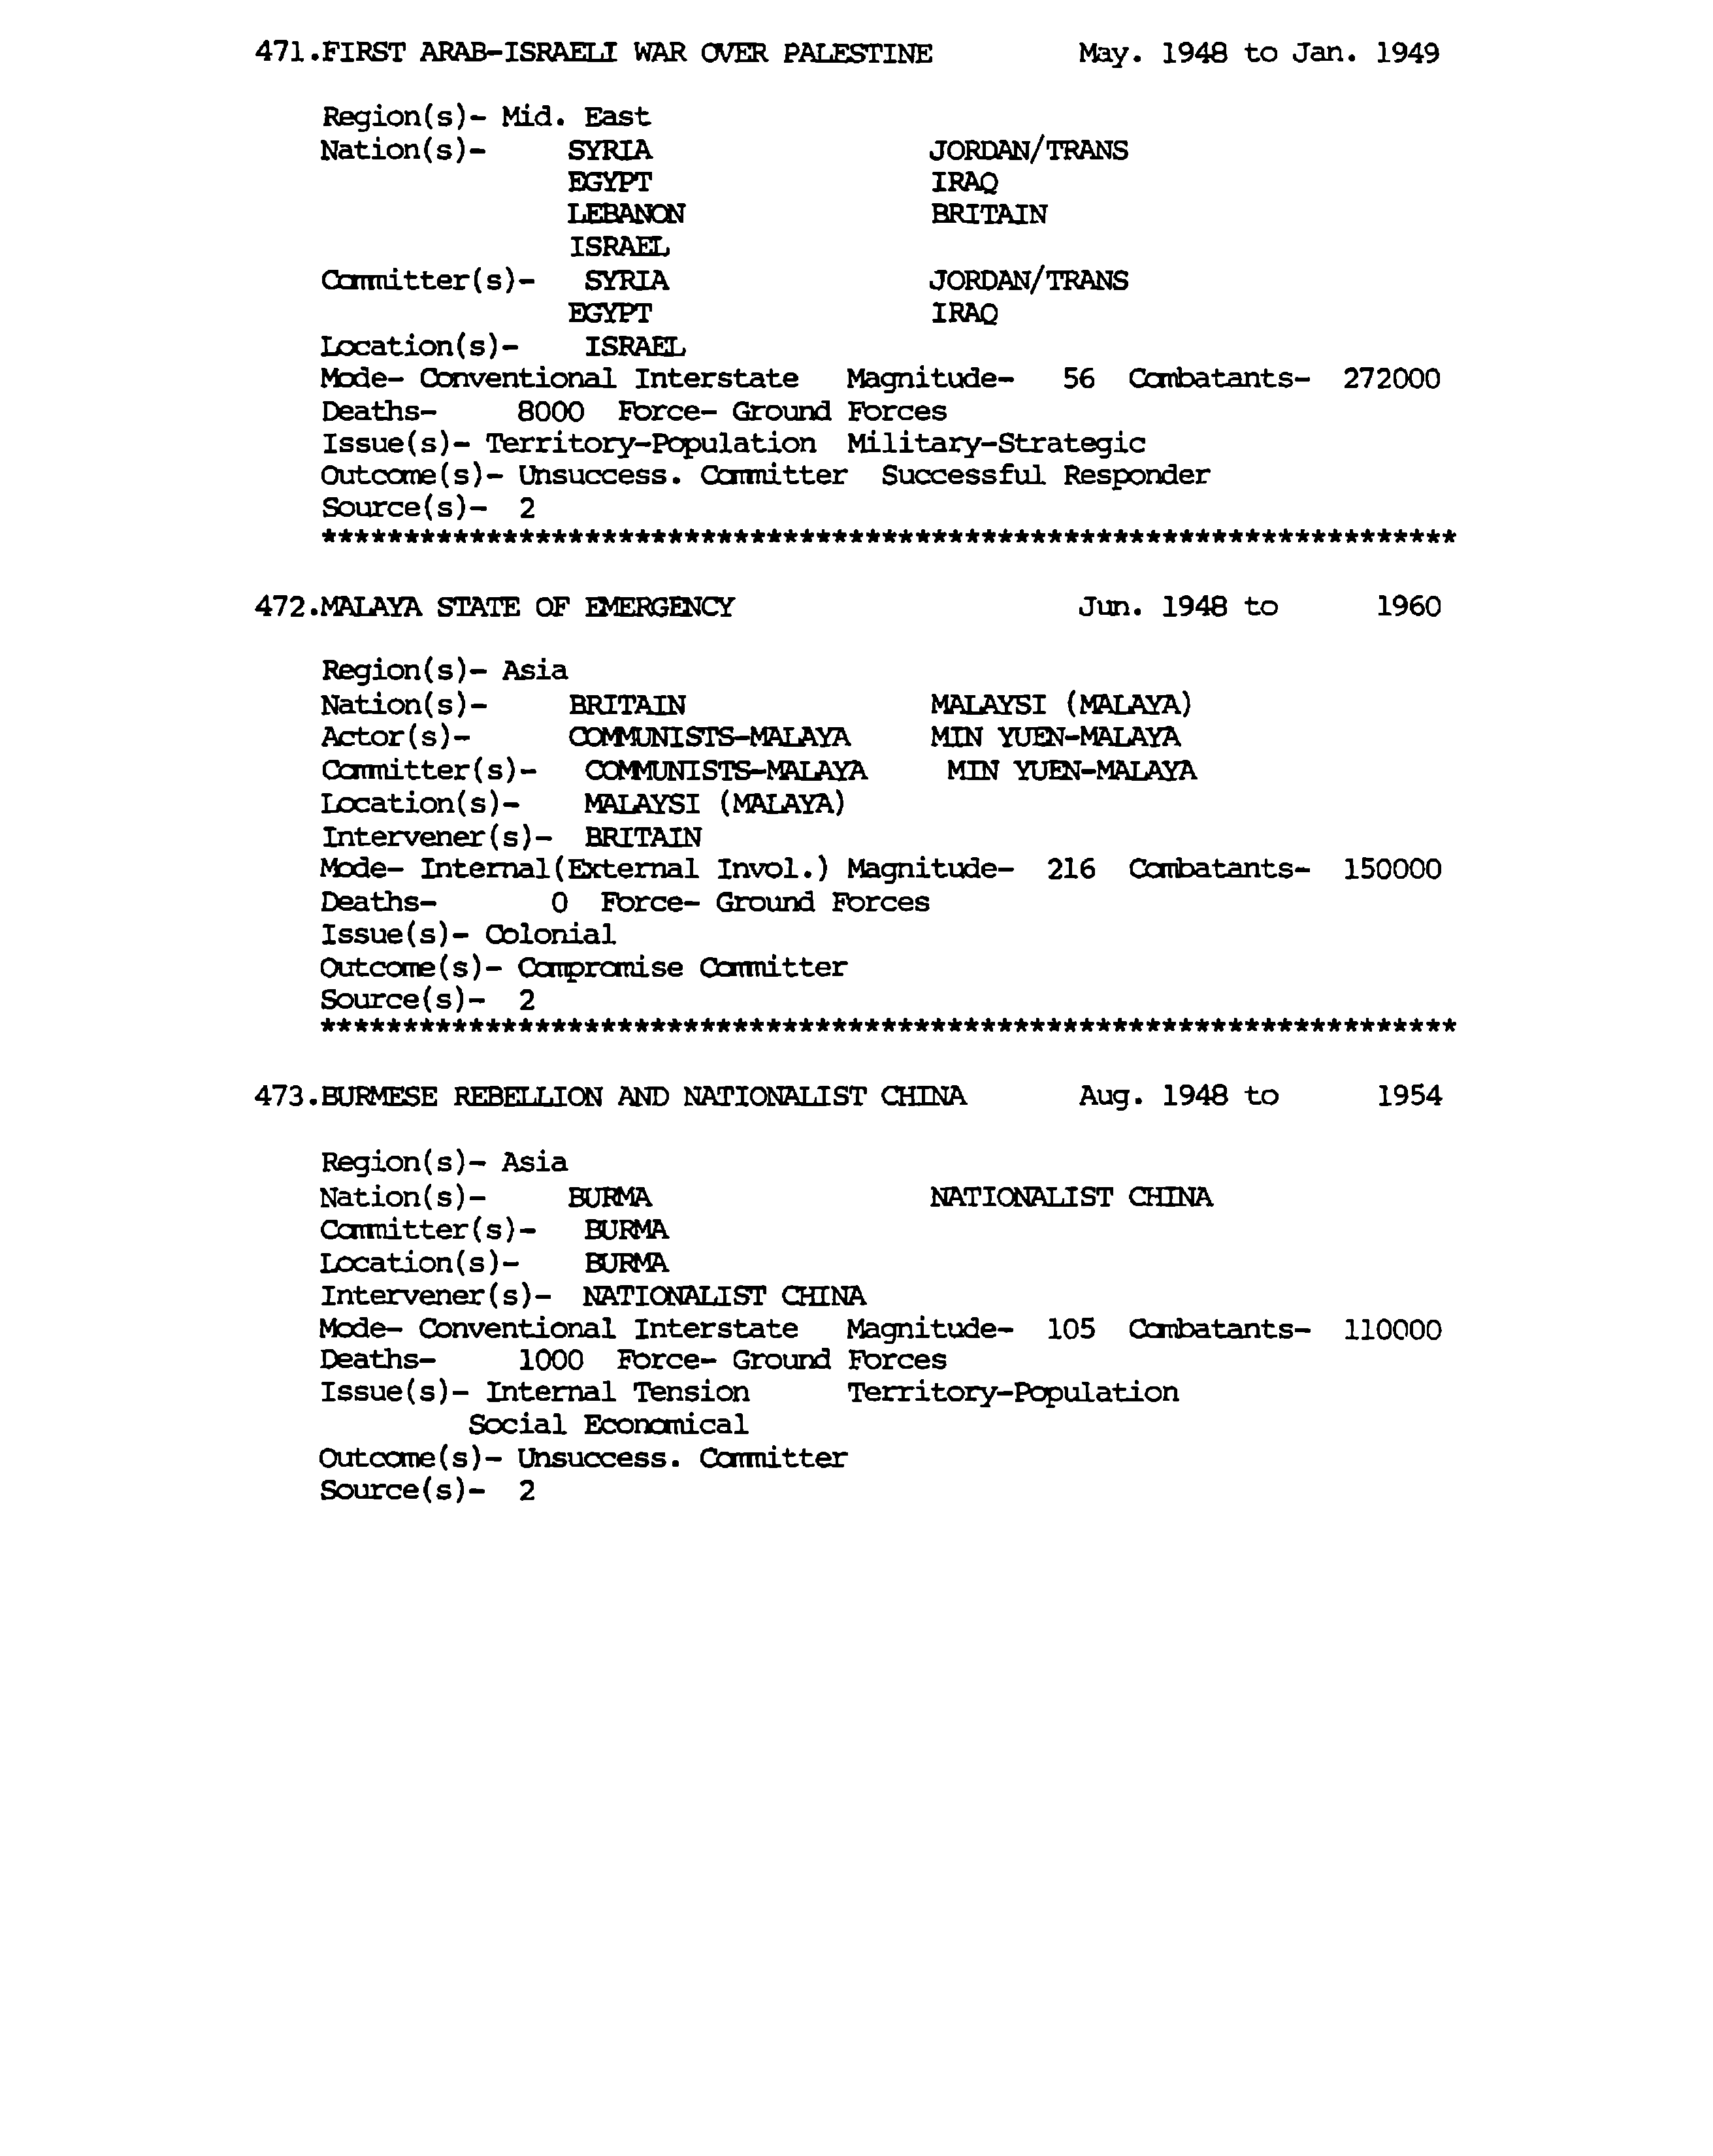 471.FIRST ARAB-ISRAELI WAR OVER PALESTINE May. 1948 to Jan. 1949
Region(s)- Mid. East
Nation(s)- SYRIA JORDAN/TRANS
EGYPT IRAQ
LEBANON BRITAIN
ISRAEL
Committer(s)- SYRIA JORDAN/TRANS
EGYPT IRAQ
Location(s)- ISRAEL
Mode- Conventional Interstate Magnitude- 56 Combatants- 272000
Deaths- 8000 Force- Ground Forces
Issue(s)- Territory-Population Military-Strategic
Outcome(s)- Unsuccess. Committer Successful Responder
Source(s)- 2
*********************************************************************
472.MALAYA STATE OF EMERGENCY Jun. 1948 to 1960
Region(s)- Asia
Nation(s)- BRITAIN MALAYSI (MALAYA)
Actor(s)- COMMUNISTS-MALAYA MIN YUEN-MALAYA
Committer(s)- COMMUNISTS-MALAYA MIN YUEN-MALAYA
Location(s)- MALAYSI (MALAYA)
Intervener(s)- BRITAIN
Mode- Internal(External Invol.) Magnitude- 216 Combatants- 150000
Deaths- 0 Force- Ground Forces
Issue(s)- Colonial
Outcome(s)- Compromise Committer
Source(s)- 2
*********************************************************************
473.BURMESE REBELLION AND NATIONALIST CHINA Aug. 1948 to 1954
Region(s)- Asia
Nation(s)- BURMA NATIONALIST CHINA
Committer(s)- BURMA
Location(s)- BURMA
Intervener(s)- NATIONALIST CHINA
Mode- Conventional Interstate Magnitude- 105 Combatants- 110000
Deaths- 1000 Force- Ground Forces
Issue(s)- Internal Tension Territory-Population
Social Economical
Outcome(s)- Unsuccess. Committer
Source(s)- 2